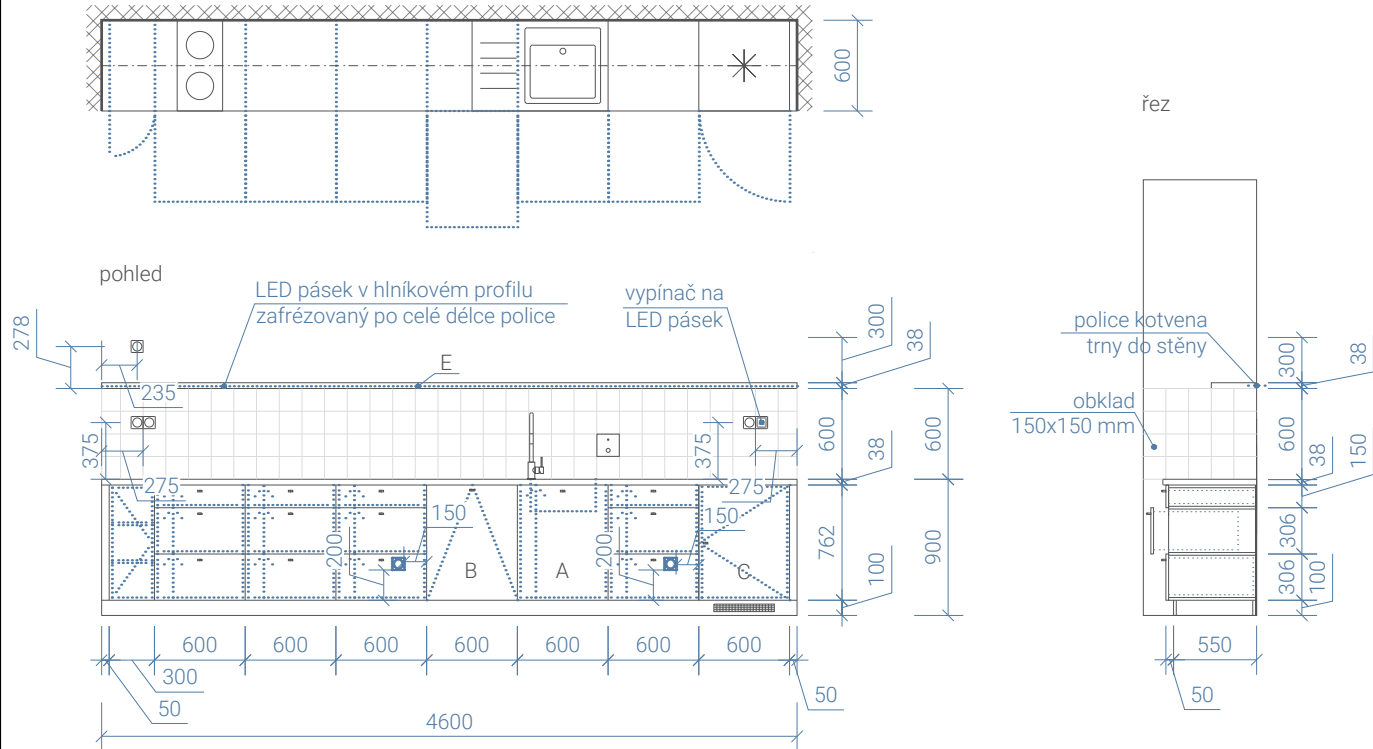 600
řez
pohled
LED pásek v hlníkovém profilu
zafrézovaný po celé délce police
vypínač na
LED pásek
278
235
E
300
38
375
275
375
275
600
38
600
150
150
200
200
B
A
C
762
100
900
600
600
600
600
600
600
600
300
50
50
4600
police kotvena
trny do stěny
obklad
150x150 mm
300
38
600
38
150
306
306
100
550
50